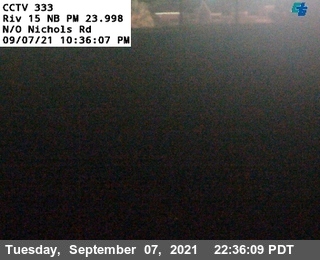 CCTV 333
Riv 15 NB PM 23.998
N/O Nichols Rd
09/07/21 10:36:07 PM
Tuesday, September 07, 2021 22:36:09 PDT